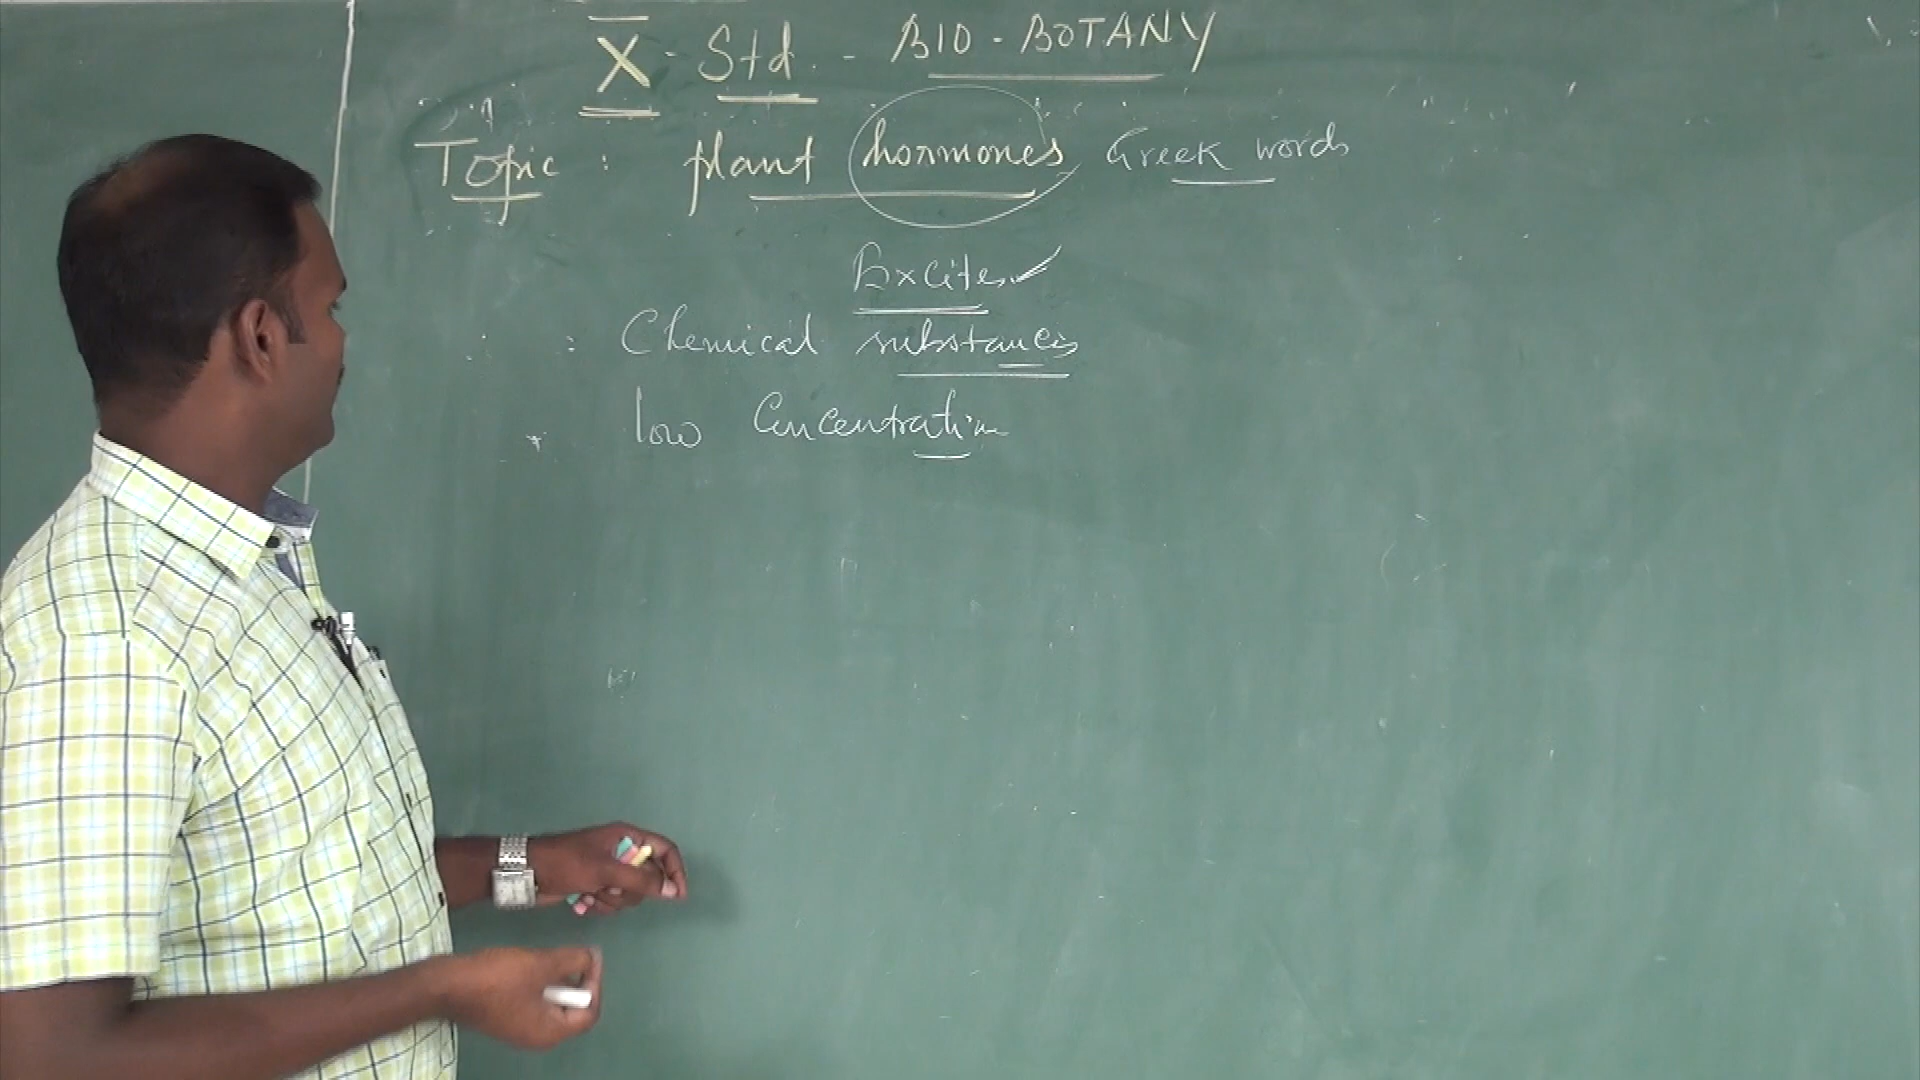 X - Std. - BIO - BOTANY
Topic : plant hormones Greek words
Excites
: Chemical substances
low Concentration